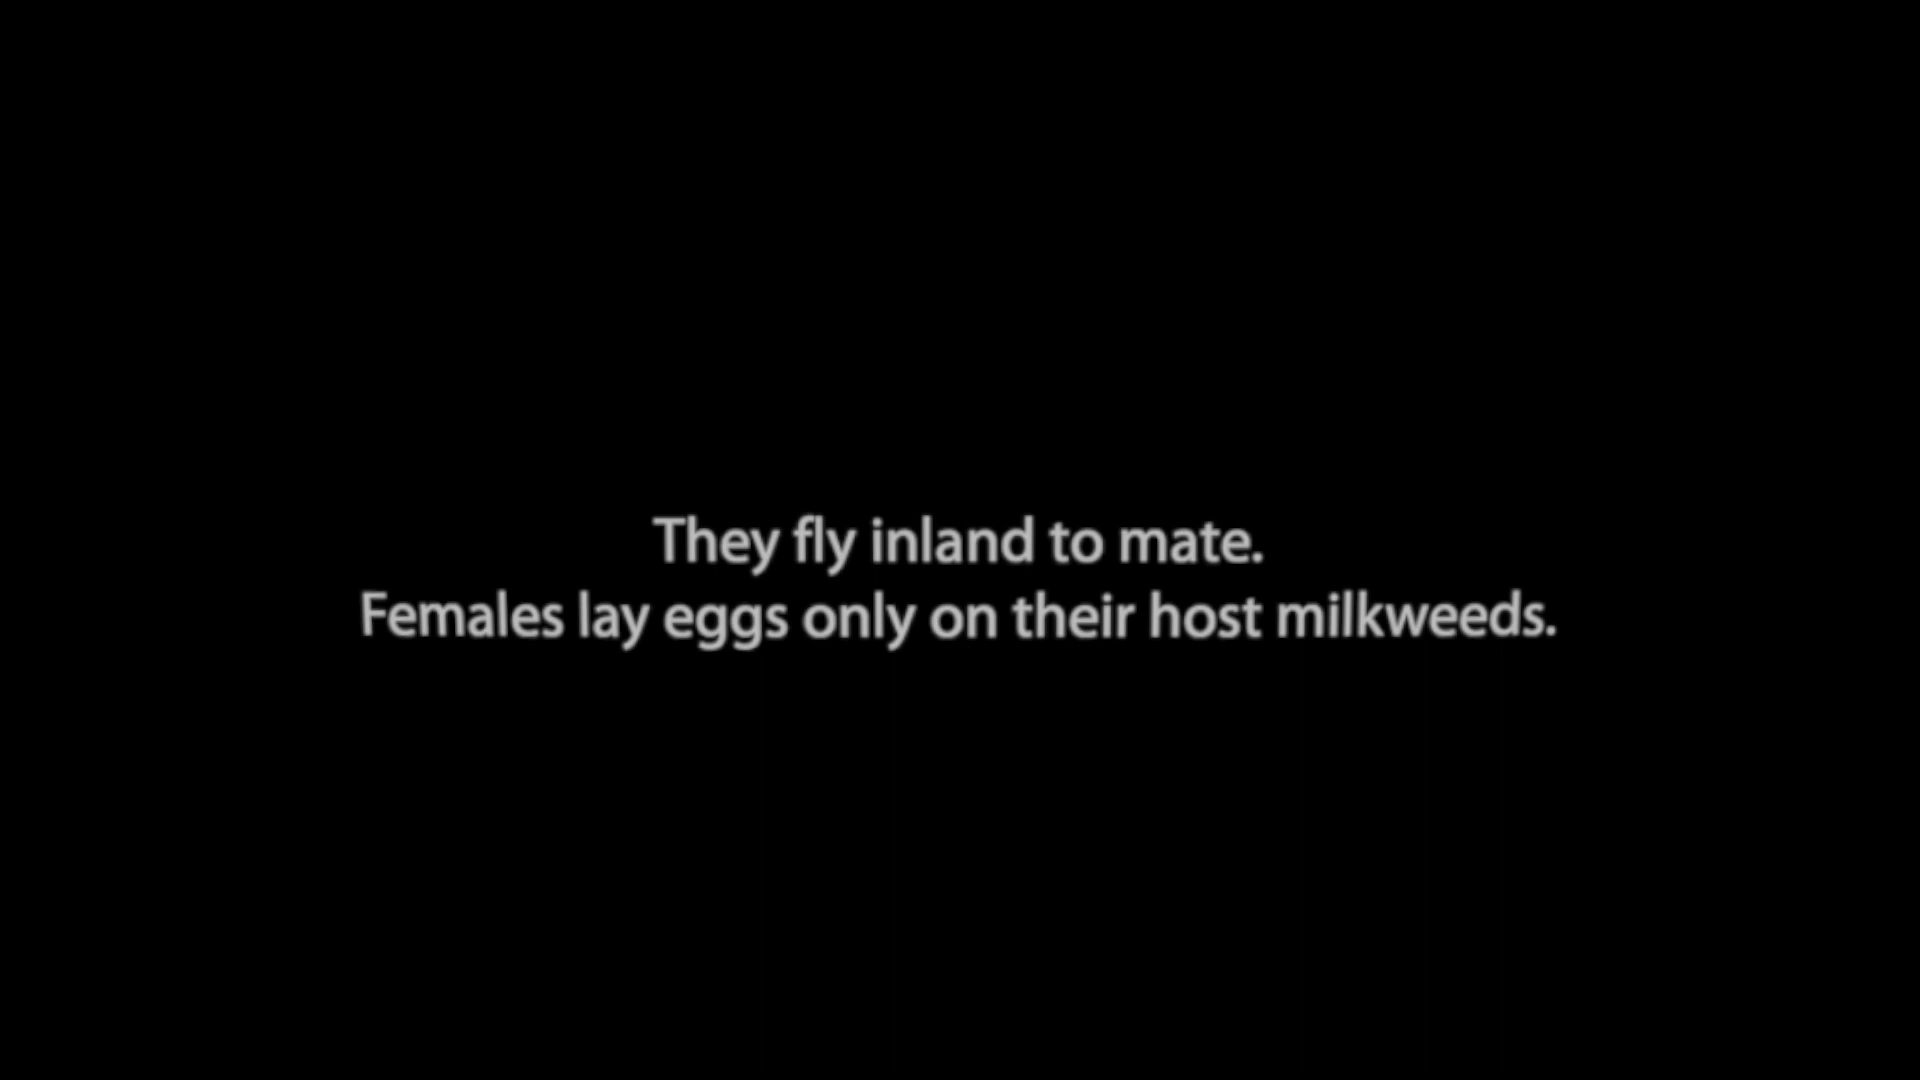 They fly inland to mate.
Females lay eggs only on their host milkweeds.